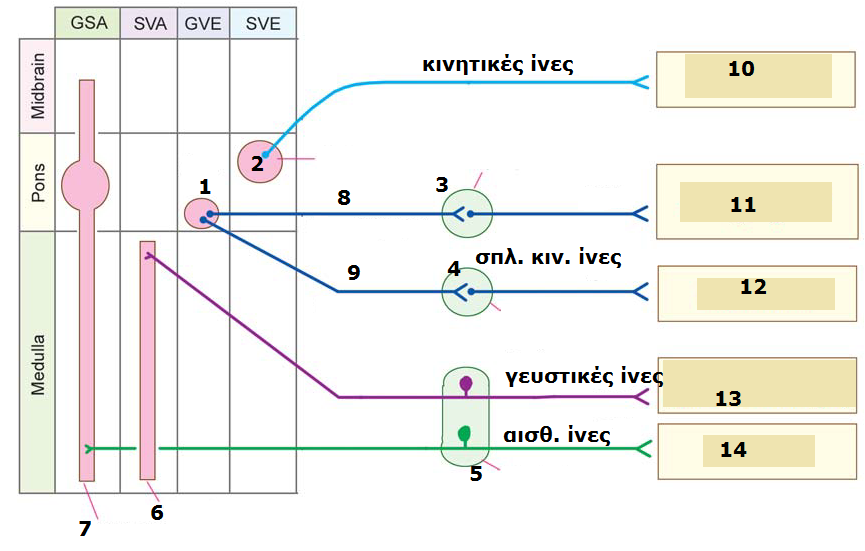 GSA SVA GVE SVE
Midbrain
Pons
Medulla
κινητικές ίνες
10
2
1
3
8
11
σπλ. κιν. ίνες
4
9
12
γευστικές ίνες
13
αισθ. ίνες
14
5
6
7